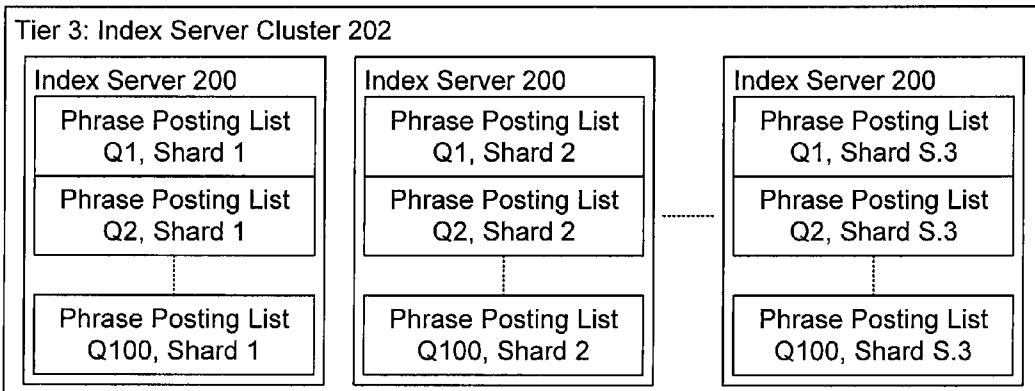 Tier 3: Index Server Cluster 202
Index Server 200
Phrase Posting List
Q1, Shard 1
Phrase Posting List
Q2, Shard 1
Phrase Posting List
Q100, Shard 1
Index Server 200
Phrase Posting List
Q1, Shard 2
Phrase Posting List
Q2, Shard 2
Phrase Posting List
Q100, Shard 2
Index Server 200
Phrase Posting List
Q1, Shard S.3
Phrase Posting List
Q2, Shard S.3
Phrase Posting List
Q100, Shard S.3